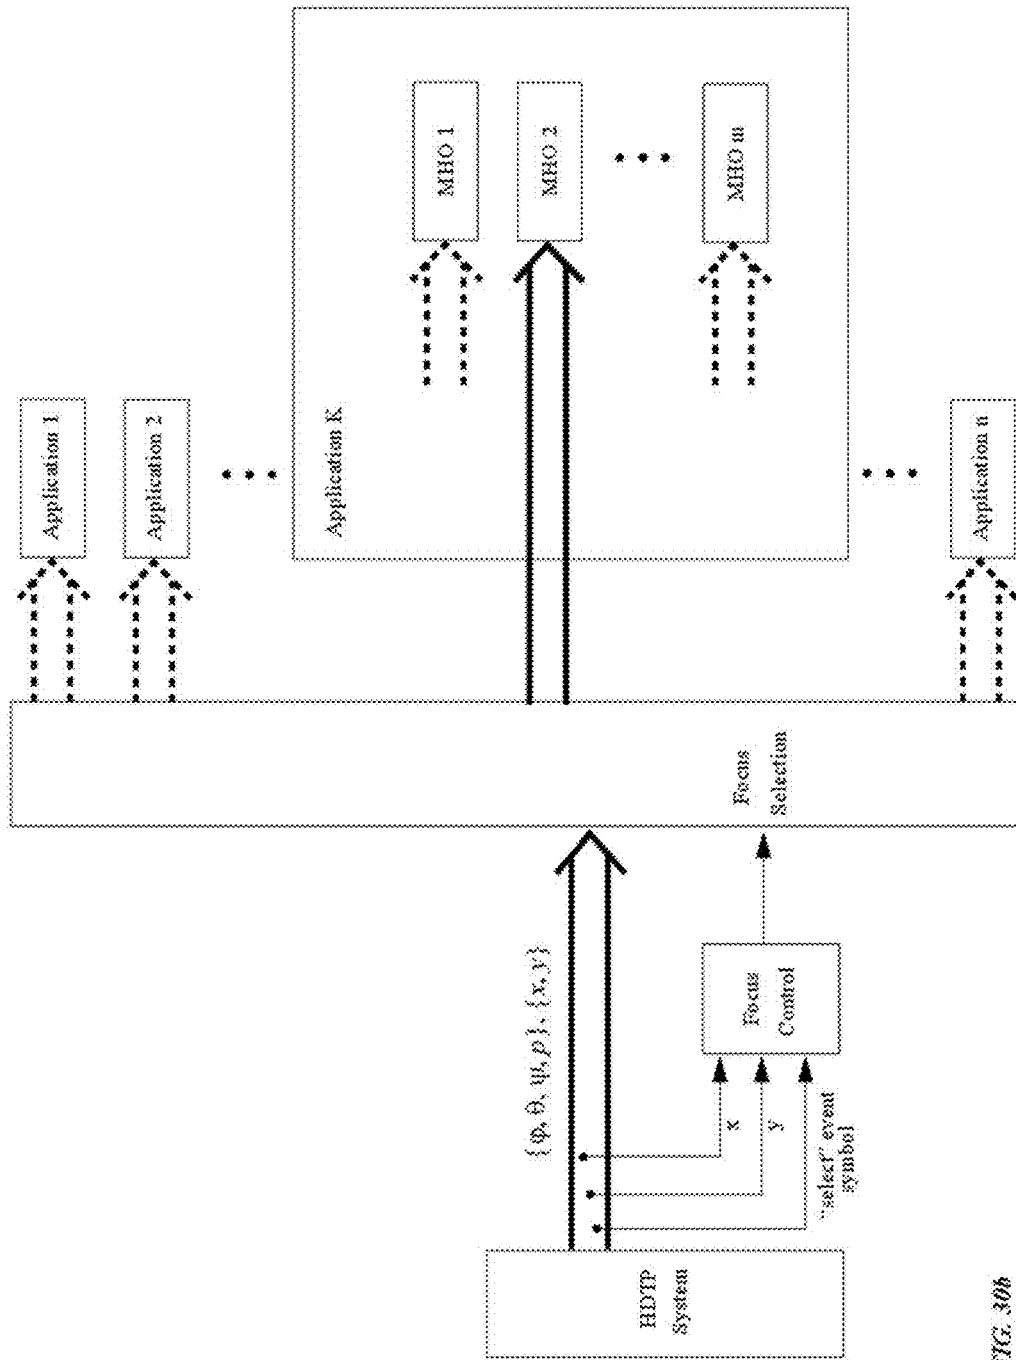 HDTP
System
{φ, θ, ψ, p}, {x, y}
x
y
"select" event
symbol
Focus
Control
Focus
Selection
Application 1
Application 2
Application K
MHO 1
MHO 2
MHO m
Application n
FIG. 30b